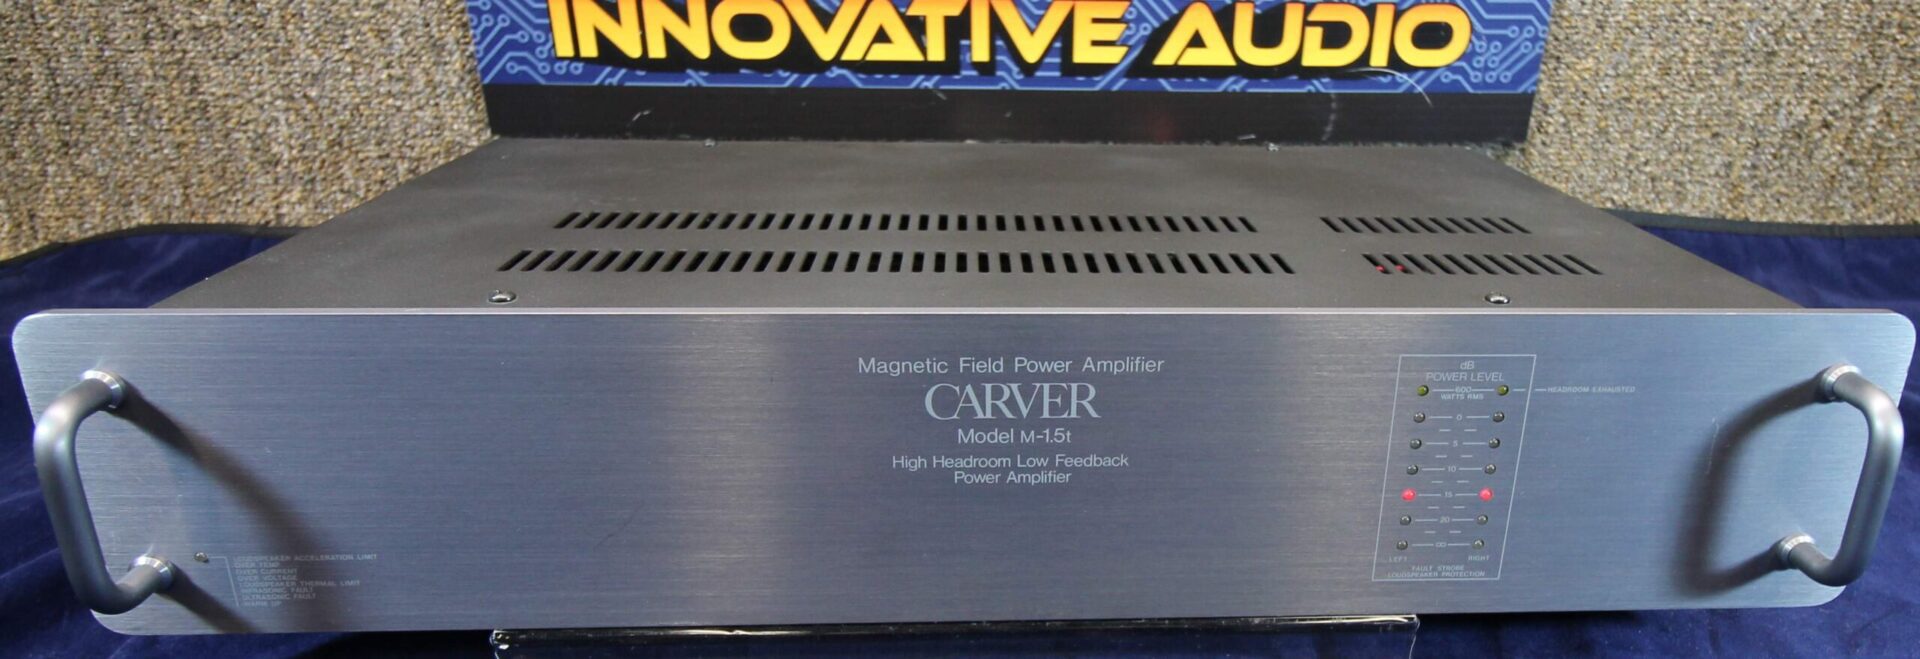 INNOVATIVE AUDIO
Magnetic Field Power Amplifier
CARVER
Model M-1.5t
High Headroom Low Feedback
Power Amplifier
dB
POWER LEVEL
600
WATTS RMS
HEADROOM EXHAUSTED
0
5
10
15
20
∞
LEFT RIGHT
FAULT STROBE
LOUDSPEAKER PROTECTION
LOUDSPEAKER ACCELERATION LIMIT
OVER TEMP
OVER CURRENT
OVER VOLTAGE
LOUDSPEAKER THERMAL LIMIT
INFRASONIC FAULT
ULTRASONIC FAULT
WARM UP